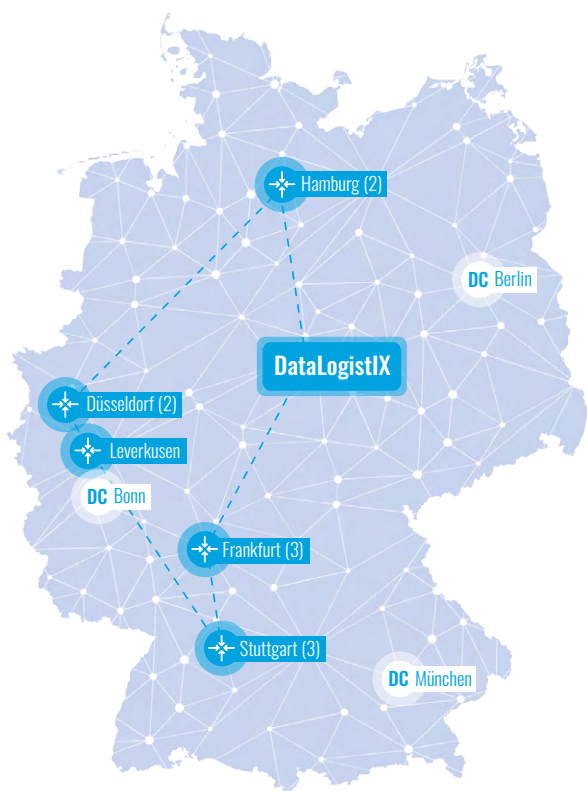 Hamburg (2)
DC Berlin
DataLogistIX
Düsseldorf (2)
Leverkusen
DC Bonn
Frankfurt (3)
Stuttgart (3)
DC München